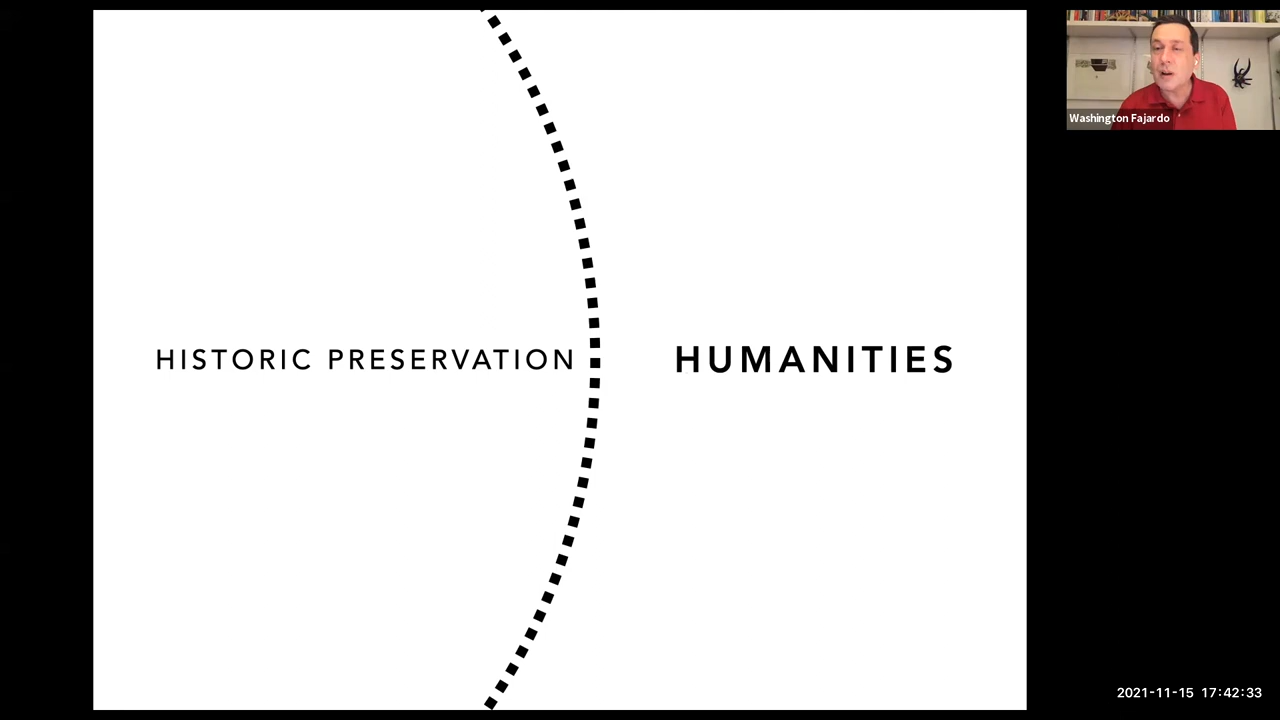 HISTORIC PRESERVATION
HUMANITIES
Washington Fajardo
2021-11-15 17:42:33